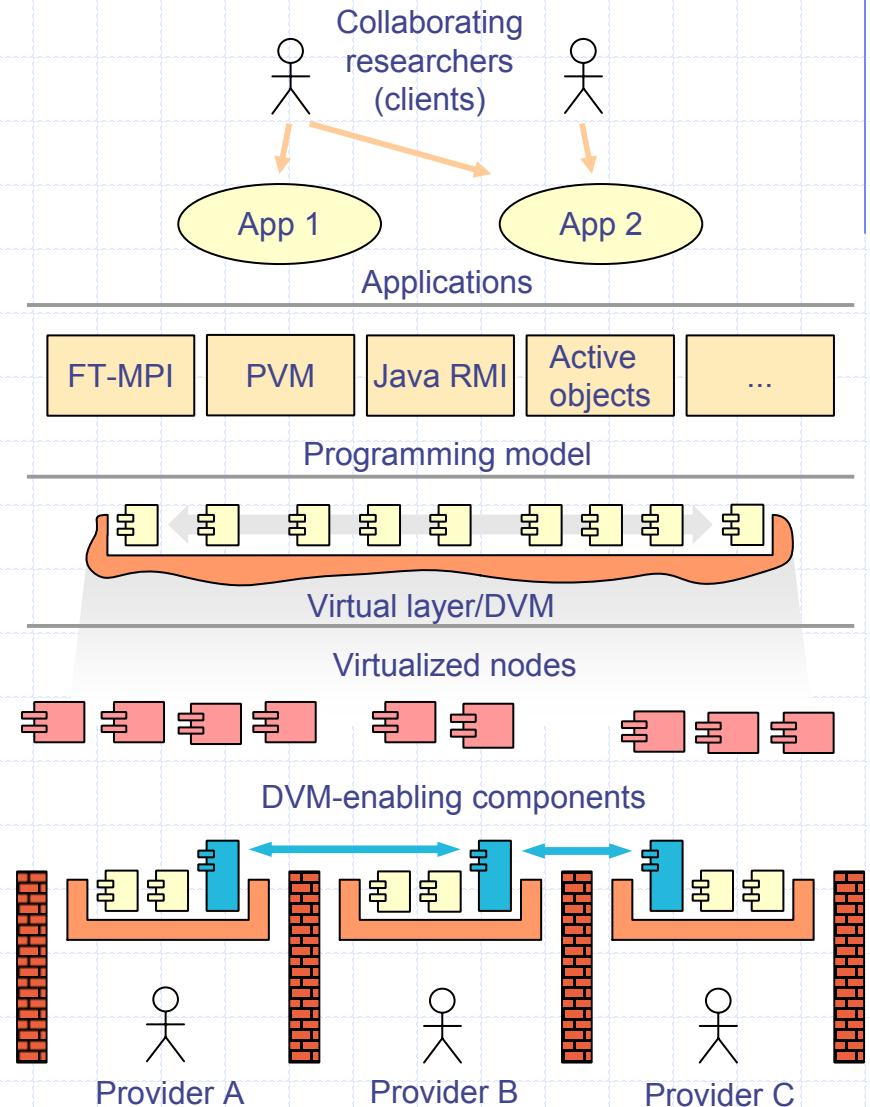 Collaborating
researchers
(clients)
App 1
App 2
Applications
FT-MPI
PVM
Java RMI
Active
objects
...
Programming model
Virtual layer/DVM
Virtualized nodes
DVM-enabling components
Provider A
Provider B
Provider C